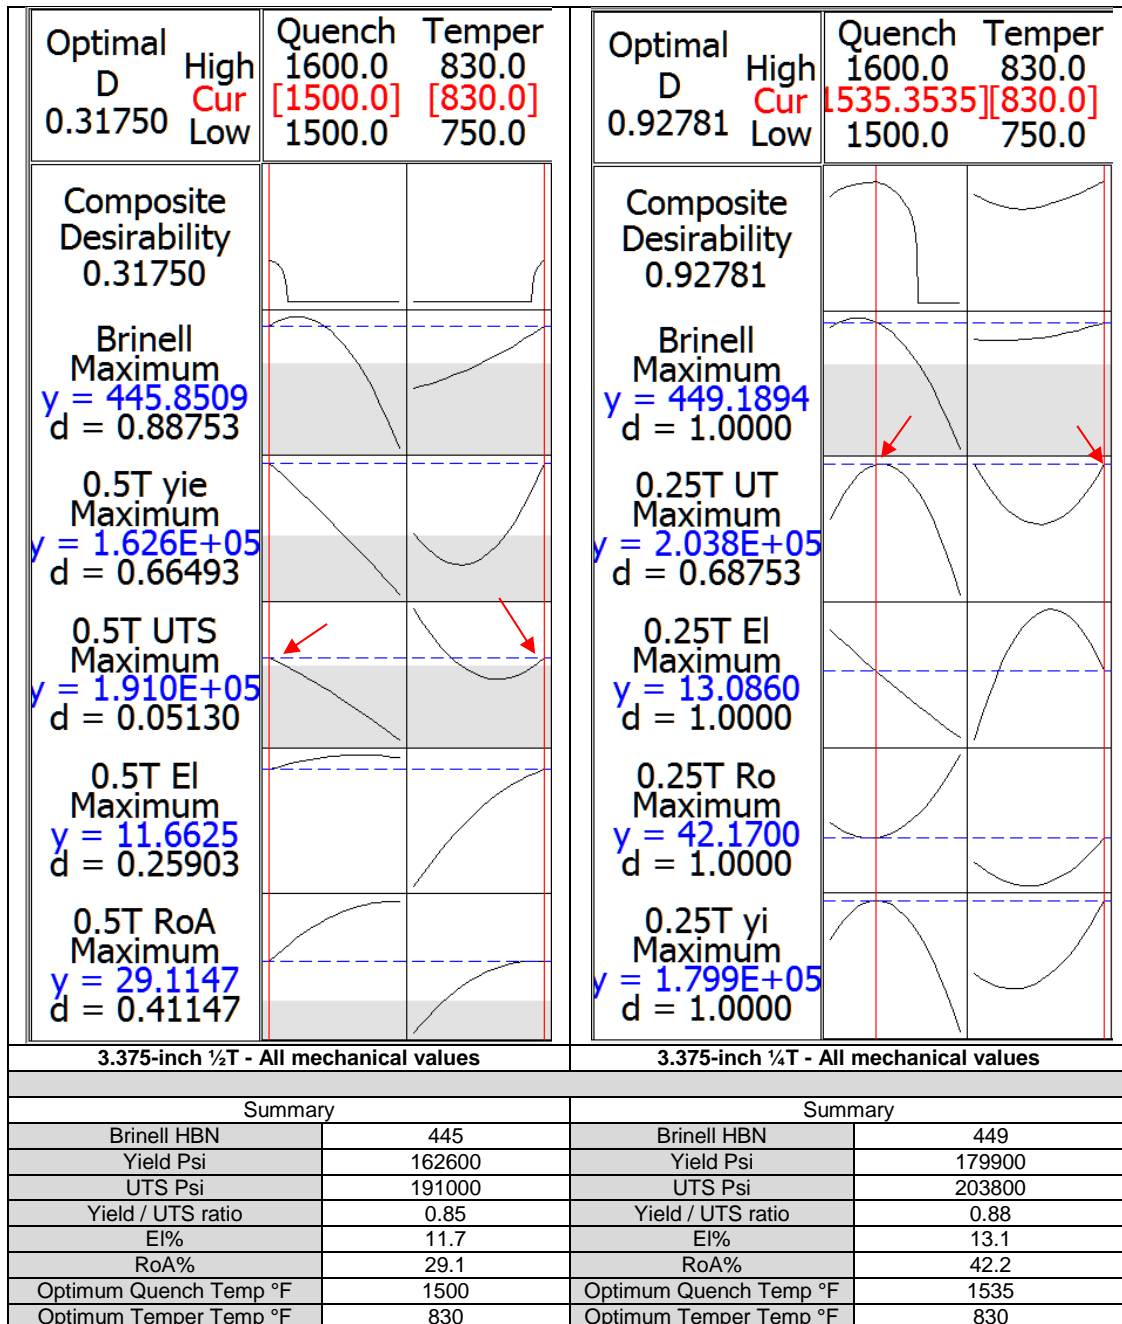 Optimal
D
0.31750
High
Cur
Low
Quench
1600.0
[1500.0]
1500.0
Temper
830.0
[830.0]
750.0
Composite
Desirability
0.31750
Brinell
Maximum
y = 445.8509
d = 0.88753
0.5T yie
Maximum
y = 1.626E+05
d = 0.66493
0.5T UTS
Maximum
y = 1.910E+05
d = 0.05130
0.5T El
Maximum
y = 11.6625
d = 0.25903
0.5T RoA
Maximum
y = 29.1147
d = 0.41147
3.375-inch ½T - All mechanical values
Optimal
D
0.92781
High
Cur
Low
Quench
1600.0
1535.3535]
1500.0
Temper
830.0
[830.0]
750.0
Composite
Desirability
0.92781
Brinell
Maximum
y = 449.1894
d = 1.0000
0.25T UT
Maximum
y = 2.038E+05
d = 0.68753
0.25T El
Maximum
y = 13.0860
d = 1.0000
0.25T Ro
Maximum
y = 42.1700
d = 1.0000
0.25T yi
Maximum
y = 1.799E+05
d = 1.0000
3.375-inch ¼T - All mechanical values
Summary Summary
Brinell HBN 445 Brinell HBN 449
Yield Psi 162600 Yield Psi 179900
UTS Psi 191000 UTS Psi 203800
Yield / UTS ratio 0.85 Yield / UTS ratio 0.88
El% 11.7 El% 13.1
RoA% 29.1 RoA% 42.2
Optimum Quench Temp °F 1500 Optimum Quench Temp °F 1535
Optimum Temper Temp °F 830 Optimum Temper Temp °F 830